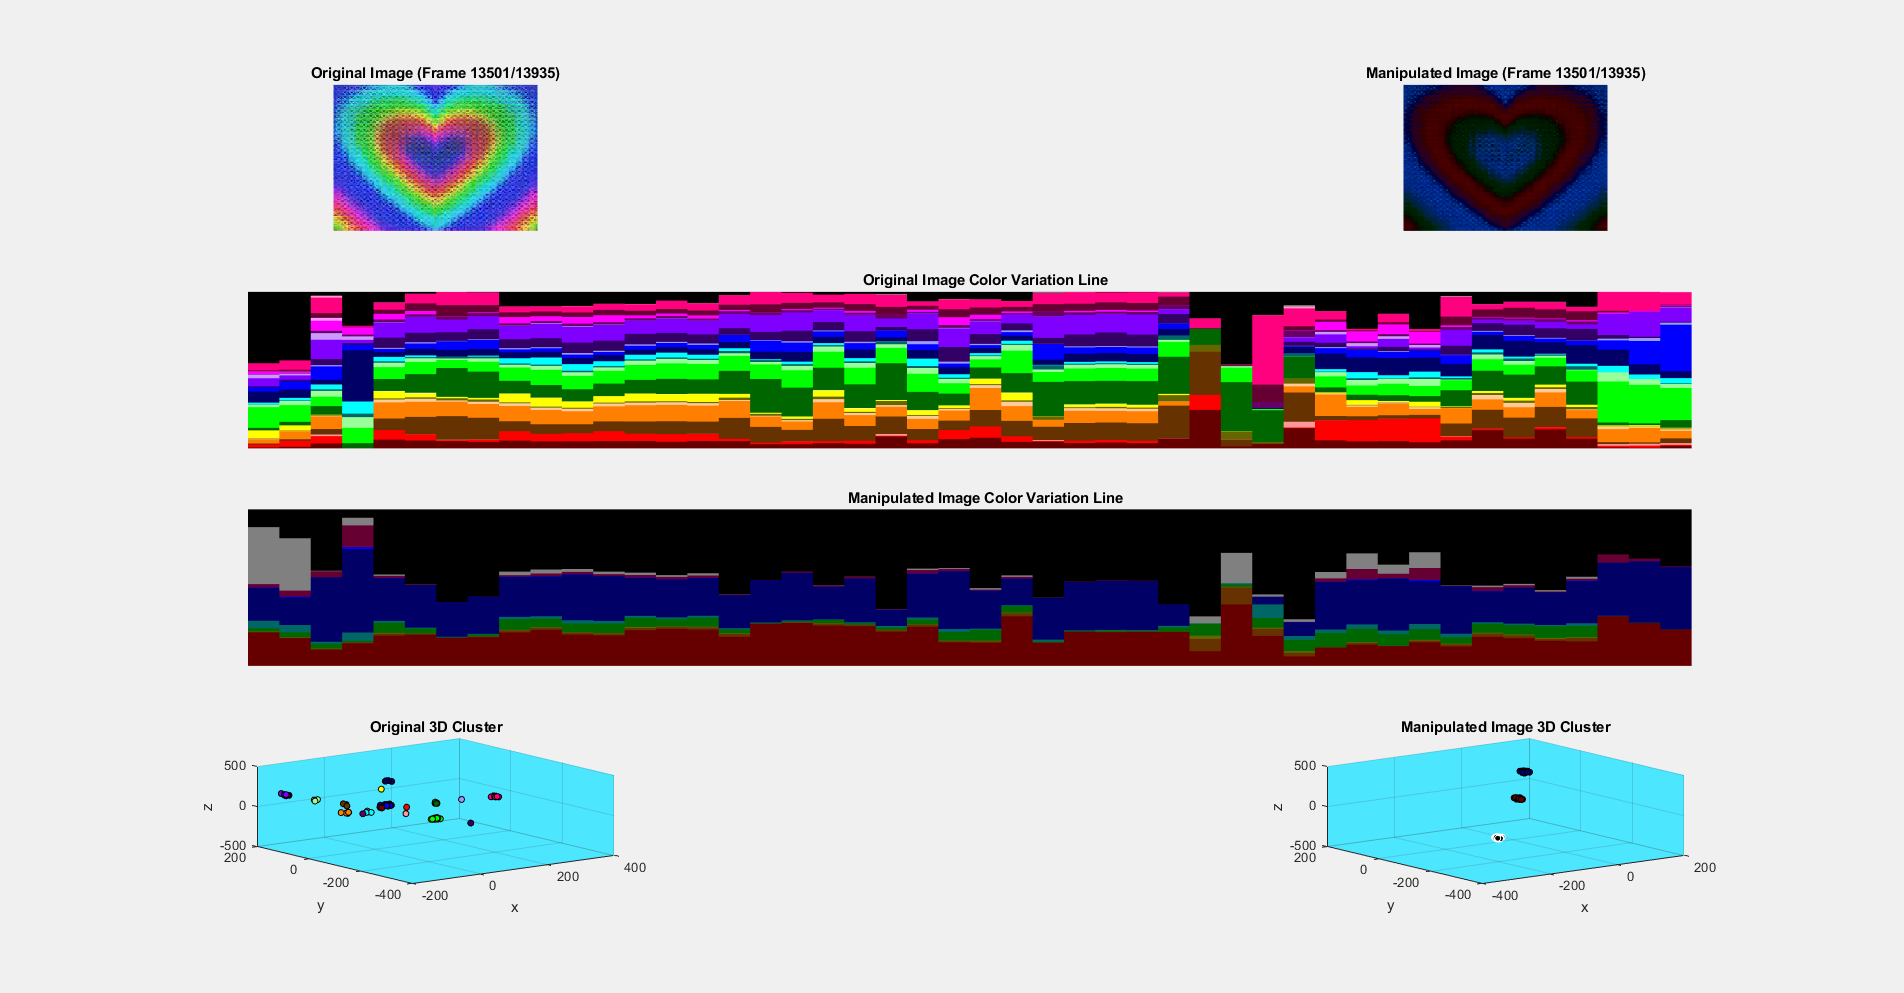 Original Image (Frame 13501/13935)
Manipulated Image (Frame 13501/13935)
Original Image Color Variation Line
Manipulated Image Color Variation Line
Original 3D Cluster
500
0
-500
z
200
0
-200
-400
y
-200
0
200
400
x
Manipulated Image 3D Cluster
500
0
-500
z
200
0
-200
-400
y
-400
-200
0
200
x